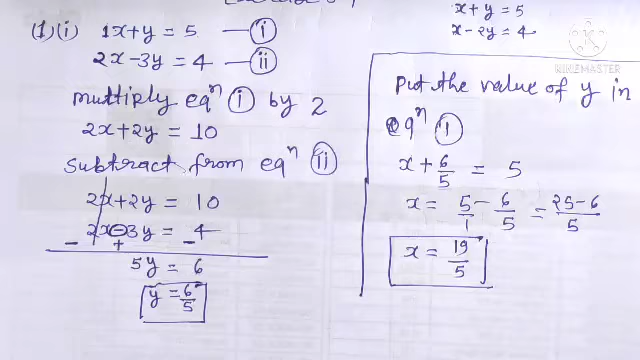 x + y = 5
x - 2y = 4
(1)(i) 1x + y = 5 — (i)
2x - 3y = 4 — (ii)
KINEMASTER
multiply eqⁿ (i) by 2
2x + 2y = 10
subtract from eqⁿ (ii)
2x + 2y = 10
2x - 3y = 4
- + -
5y = 6
y = 6/5
Put the value of y in
eqⁿ (i)
x + 6/5 = 5
x = 5/1 - 6/5 = 25-6/5
x = 19/5